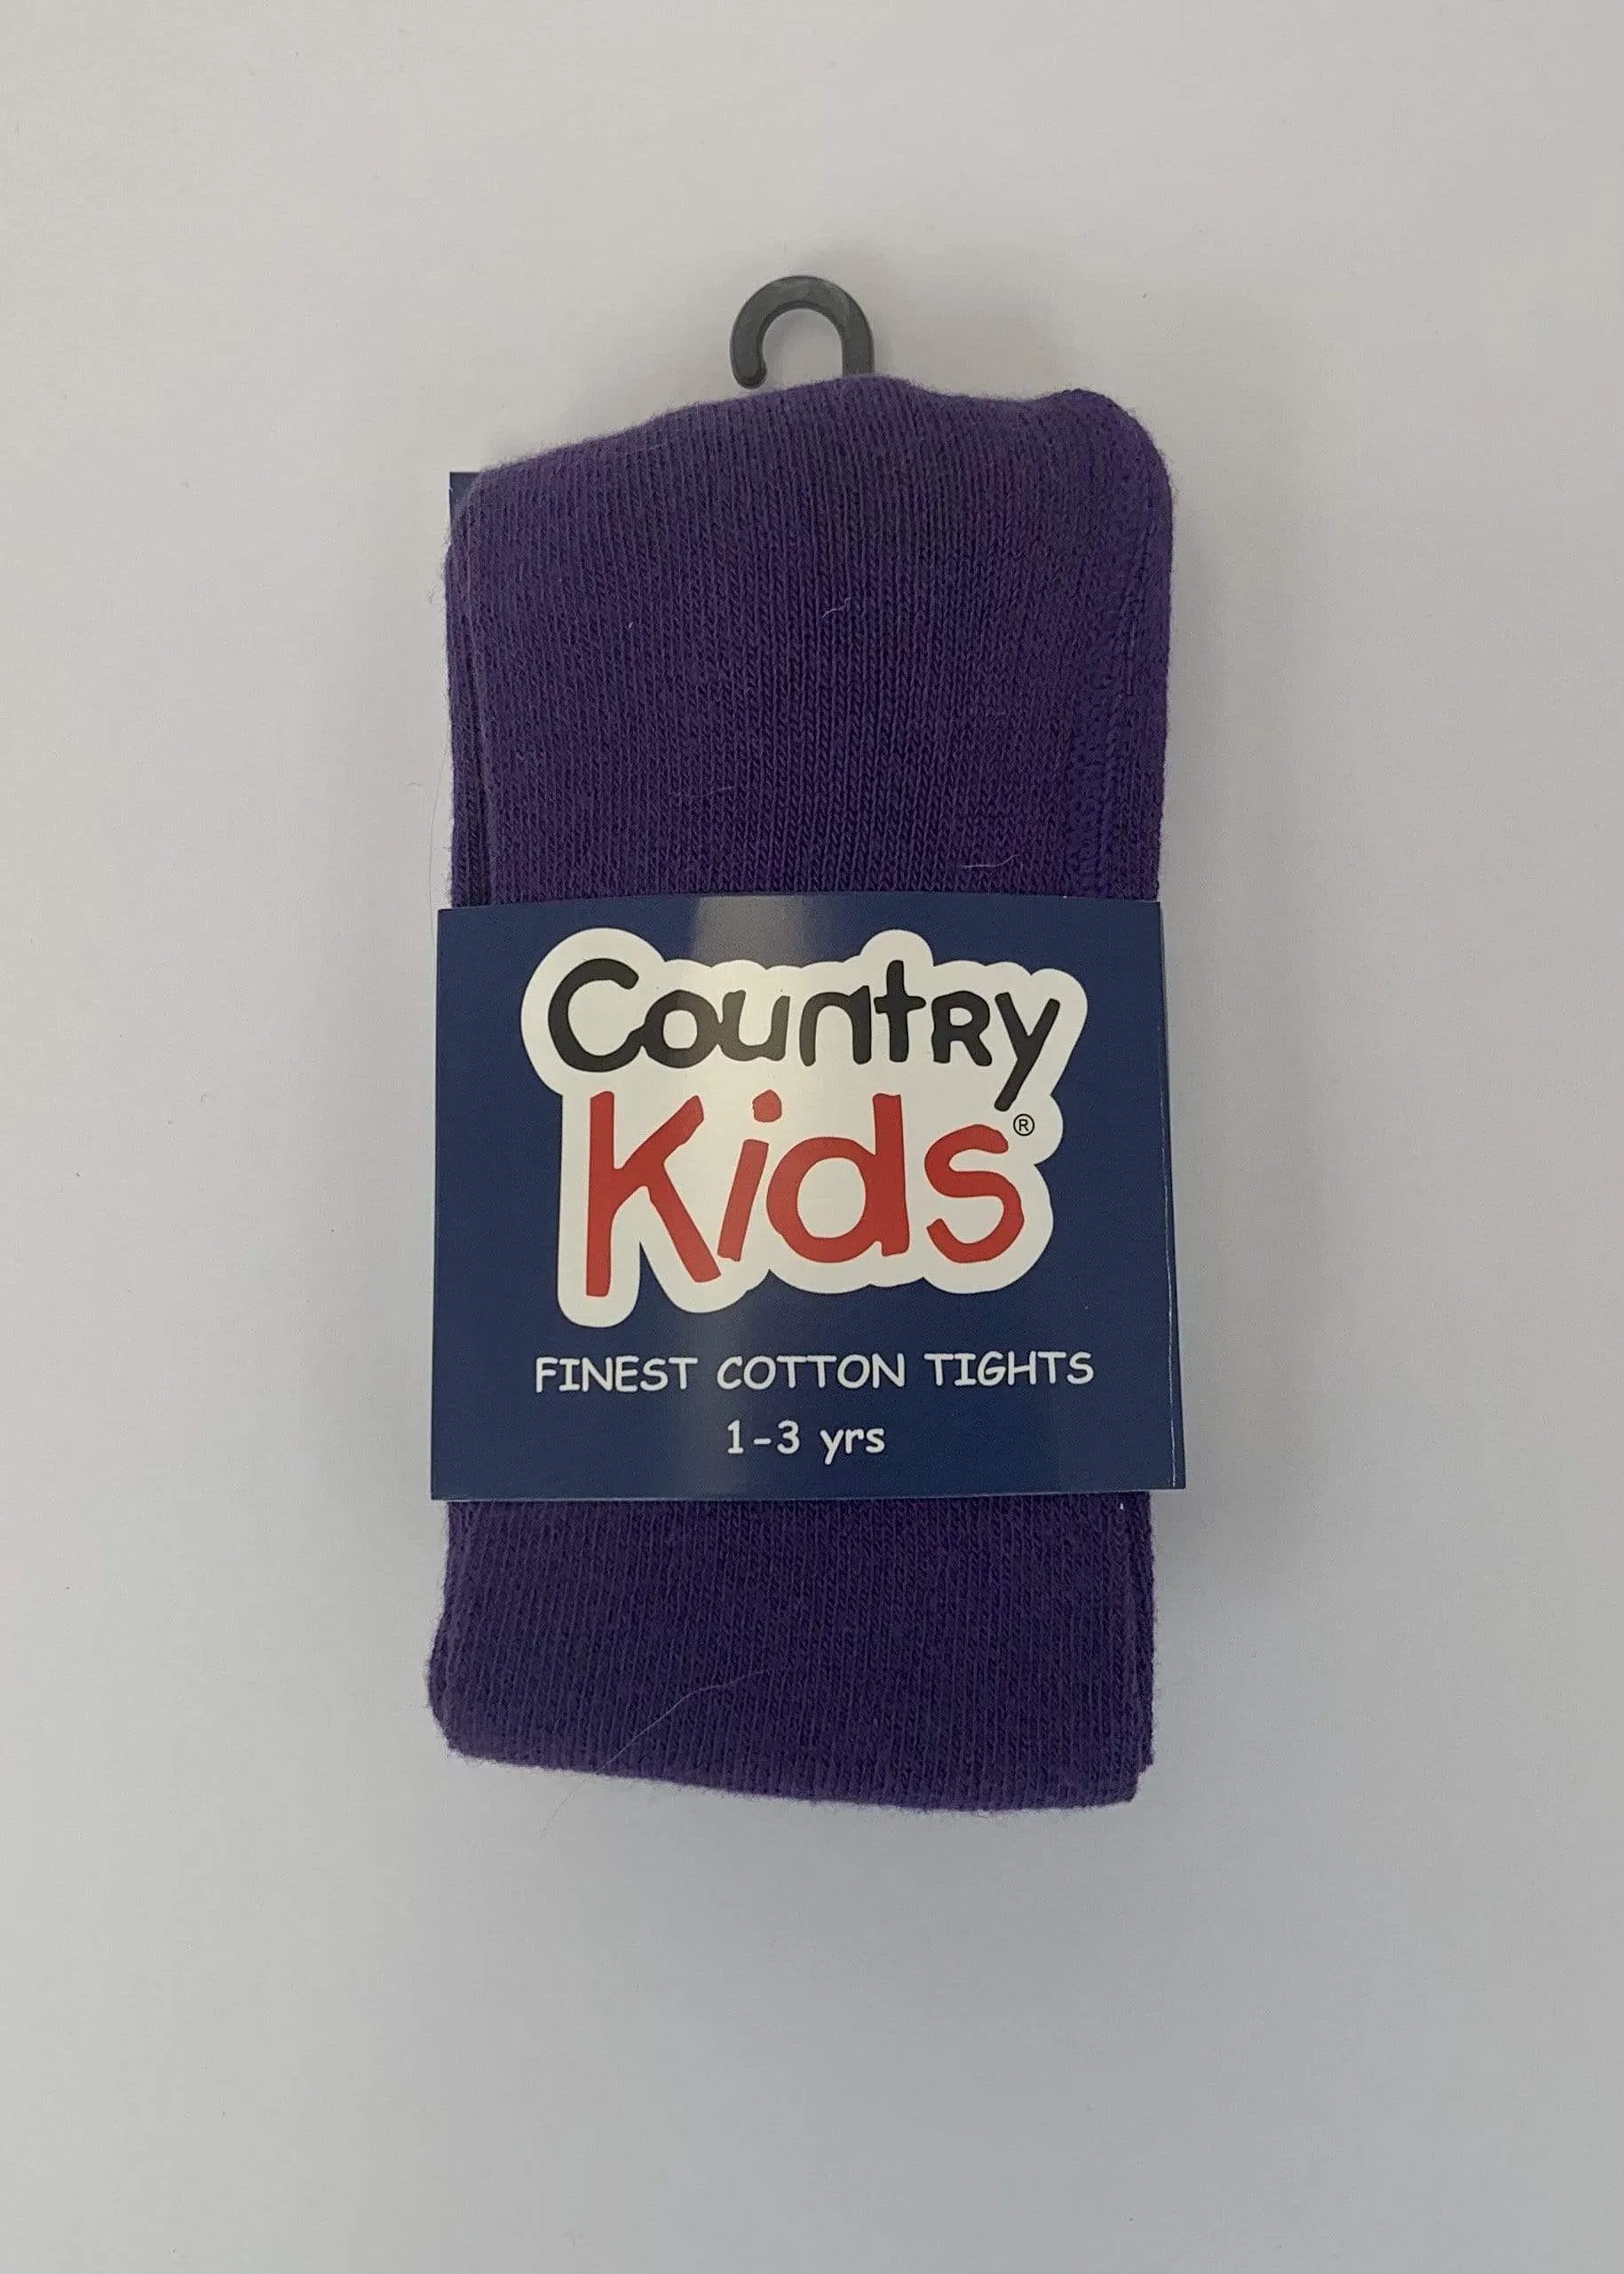 Country
Kids®
FINEST COTTON TIGHTS
1-3 yrs